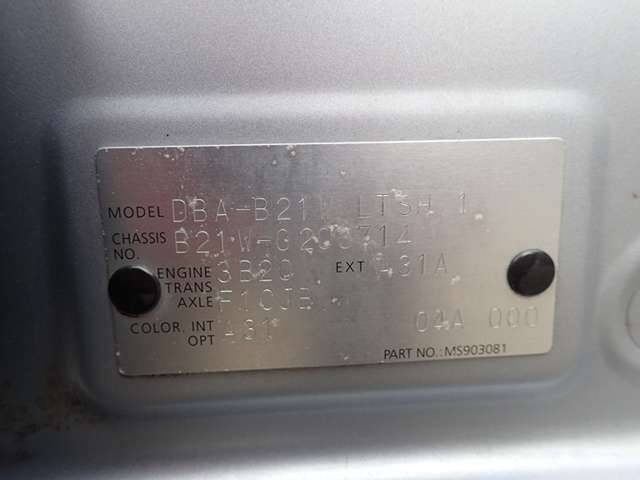 MODEL DBA-B21W LTSH 1
CHASSIS NO. B21W-0203714
ENGINE 3B20 EXT A31A
TRANS AXLE F1CJB
COLOR, INT OPT A31 04A 000
PART NO.: MS903081